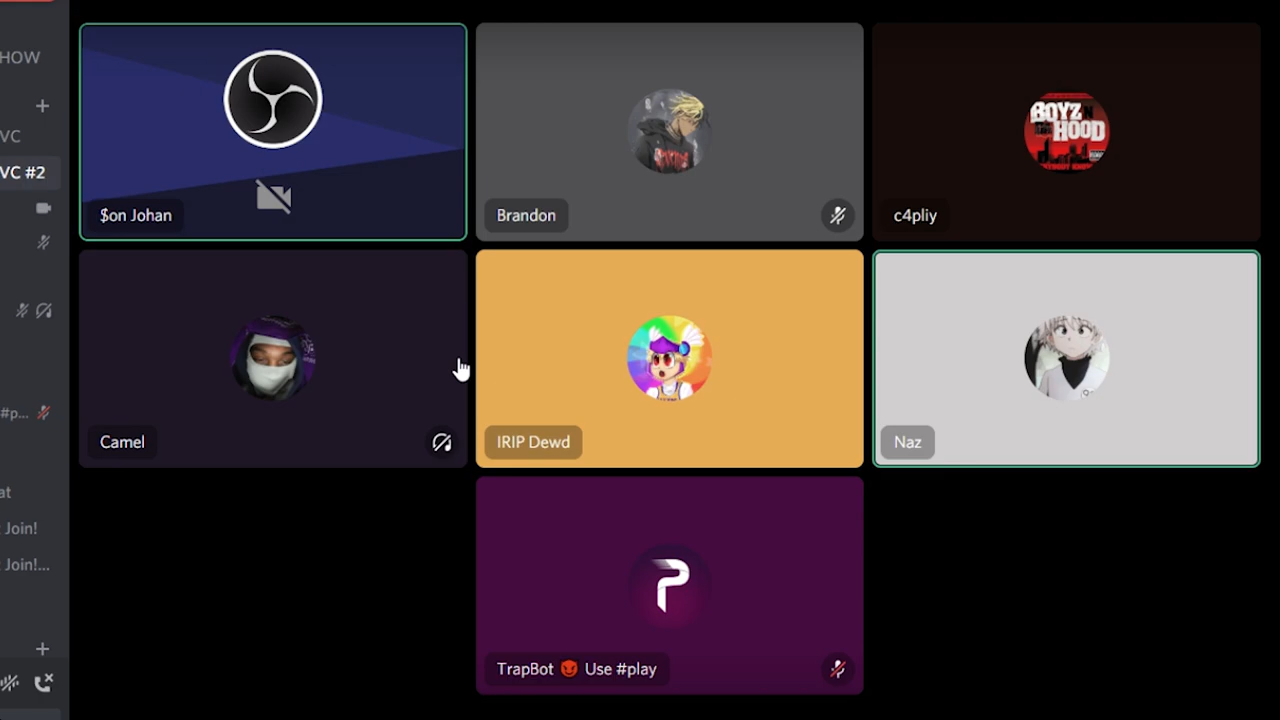 HOW
VC
VC #2
#p...
at
Join!
Join!...
$on Johan
Brandon
BOYZ N
THE HOOD
c4pliy
Camel
IRIP Dewd
Naz
TrapBot 😈 Use #play